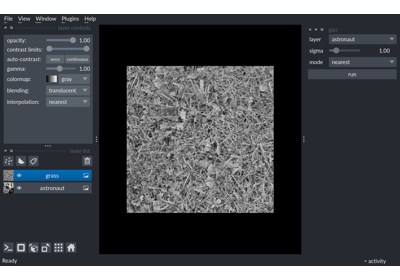 File View Window Plugins Help
layer controls
opacity: 1.00
contrast limits:
auto-contrast: once continuous
gamma: 1.00
colormap: gray
blending: translucent
interpolation: nearest
layer list
grass
astronaut
Ready
layer astronaut
sigma 1.00
mode nearest
run
activity